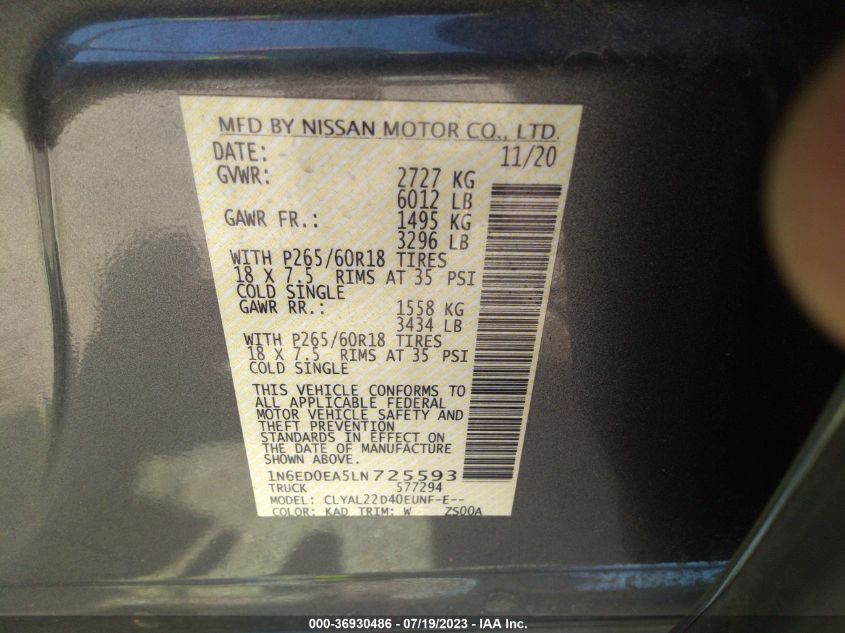 MFD BY NISSAN MOTOR CO., LTD.
DATE: - 11/20
GVWR: 2727 KG
6012 LB
GAWR FR.: 1495 KG
3296 LB
WITH P265/60R18 TIRES
18 X 7.5 RIMS AT 35 PSI
COLD SINGLE
GAWR RR.: 1558 KG
3434 LB
WITH P265/60R18 TIRES
18 X 7.5 RIMS AT 35 PSI
COLD SINGLE
THIS VEHICLE CONFORMS TO
ALL APPLICABLE FEDERAL
MOTOR VEHICLE SAFETY AND
THEFT PREVENTION
STANDARDS IN EFFECT ON
THE DATE OF MANUFACTURE
SHOWN ABOVE.
1N6ED0EA5LN725593
TRUCK 577294
MODEL: CLYAL22D40EUNF-E--
COLOR: KAD TRIM: W ZS00A
000-36930486 - 07/19/2023 - IAA Inc.